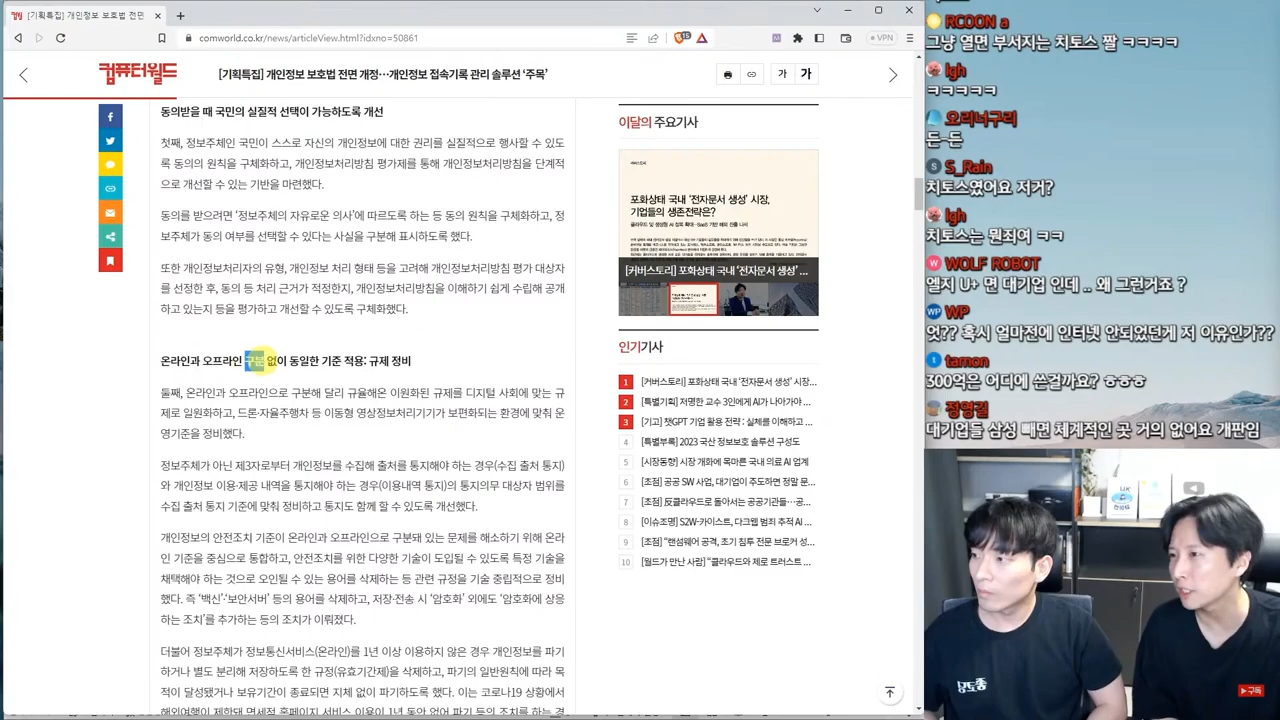 [기획특집] 개인정보 보호법 전면
comworld.co.kr/news/articleView.html?idxno=50861
15
VPN
컴퓨터월드
[기획특집] 개인정보 보호법 전면 개정…개인정보 접속기록 관리 솔루션 ‘주목’
가
가
동의받을 때 국민의 실질적 선택이 가능하도록 개선
첫째, 정보주체인 국민이 스스로 자신의 개인정보에 대한 권리를 실질적으로 행사할 수 있도
록 동의의 원칙을 구체화하고, 개인정보처리방침 평가제를 통해 개인정보처리방침을 단계적
으로 개선할 수 있는 기반을 마련했다.
동의를 받으려면 ‘정보주체의 자유로운 의사’에 따르도록 하는 등 동의 원칙을 구체화하고, 정
보주체가 동의 여부를 선택할 수 있다는 사실을 구분해 표시하도록 했다.
또한 개인정보처리자의 유형, 개인정보 처리 형태 등을 고려해 개인정보처리방침 평가 대상자
를 선정한 후, 동의 등 처리 근거가 적정한지, 개인정보처리방침을 이해하기 쉽게 수립해 공개
하고 있는지 등을 평가하고 개선할 수 있도록 구체화했다.
온라인과 오프라인 구분 없이 동일한 기준 적용: 규제 정비
둘째, 온라인과 오프라인으로 구분해 달리 규율해온 이원화된 규제를 디지털 사회에 맞는 규
제로 일원화하고, 드론·자율주행차 등 이동형 영상정보처리기기가 보편화되는 환경에 맞춰 운
영기준을 정비했다.
정보주체가 아닌 제3자로부터 개인정보를 수집해 출처를 통지해야 하는 경우(수집 출처 통지)
와 개인정보 이용·제공 내역을 통지해야 하는 경우(이용내역 통지)의 통지의무 대상자 범위를
수집 출처 통지 기준에 맞춰 정비하고 통지도 함께 할 수 있도록 개선했다.
개인정보의 안전조치 기준이 온라인과 오프라인으로 구분돼 있는 문제를 해소하기 위해 온라
인 기준을 중심으로 통합하고, 안전조치를 위한 다양한 기술이 도입될 수 있도록 특정 기술을
채택해야 하는 것으로 오인될 수 있는 용어를 삭제하는 등 관련 규정을 기술 중립적으로 정비
했다. 즉 ‘백신’·‘보안서버’ 등의 용어를 삭제하고, 저장·전송 시 ‘암호화’ 외에도 ‘암호화에 상응
하는 조치’를 추가하는 등의 조치가 이뤄졌다.
더불어 정보주체가 정보통신서비스(온라인)를 1년 이상 이용하지 않은 경우 개인정보를 파기
하거나 별도 분리해 저장하도록 한 규정(유효기간제)을 삭제하고, 파기의 일반원칙에 따라 목
적이 달성됐거나 보유기간이 종료되면 지체 없이 파기하도록 했다. 이는 코로나19 상황에서
해외여행이 제한돼 면세점 홈페이지 서비스 이용이 1년 동안 없어 파기 등의 조치를 하는 경
이달의 주요기사
포화상태 국내 ‘전자문서 생성’ 시장,
기업들의 생존전략은?
[커버스토리] 포화상태 국내 ‘전자문서 생성’ ...
인기기사
1 [커버스토리] 포화상태 국내 ‘전자문서 생성’ 시장...
2 [특별기획] 저명한 교수 3인에게 AI가 나아가야 ...
3 [기고] 챗GPT 기업 활용 전략 : 실체를 이해하고 ...
4 [특별부록] 2023 국산 정보보호 솔루션 구성도
5 [시장동향] 시장 개화에 목마른 국내 의료 AI 업계
6 [초점] 공공 SW 사업, 대기업이 주도하면 정말 문...
7 [초점] 反클라우드로 돌아서는 공공기관들…공...
8 [이슈조명] S2W-카이스트, 다크웹 범죄 추적 AI ...
9 [초점] “랜섬웨어 공격, 초기 침투 전문 브로커 성...
10 [월드가 만난 사람] “클라우드와 제로 트러스트 ...
RCOON a
그냥 열면 부서지는 치토스 짤 ㅋㅋㅋㅋ
lgh
ㅋㅋㅋㅋㅋ
오리너구리
든-든
S S_Rain
치토스였어요 저거?
lgh
치토스는 뭔죄여 ㅋㅋ
W WOLF ROBOT
엘지 U+ 면 대기업 인데 .. 왜 그런거죠 ?
WP WP
엇?? 혹시 얼마전에 인터넷 안되었던게 저 이유인가??
t tamon
300억은 어디에 쓴걸까요? ㅎㅎㅎ
정영길
대기업들 삼성 빼면 체계적인 곳 거의 없어요 개판임
구독